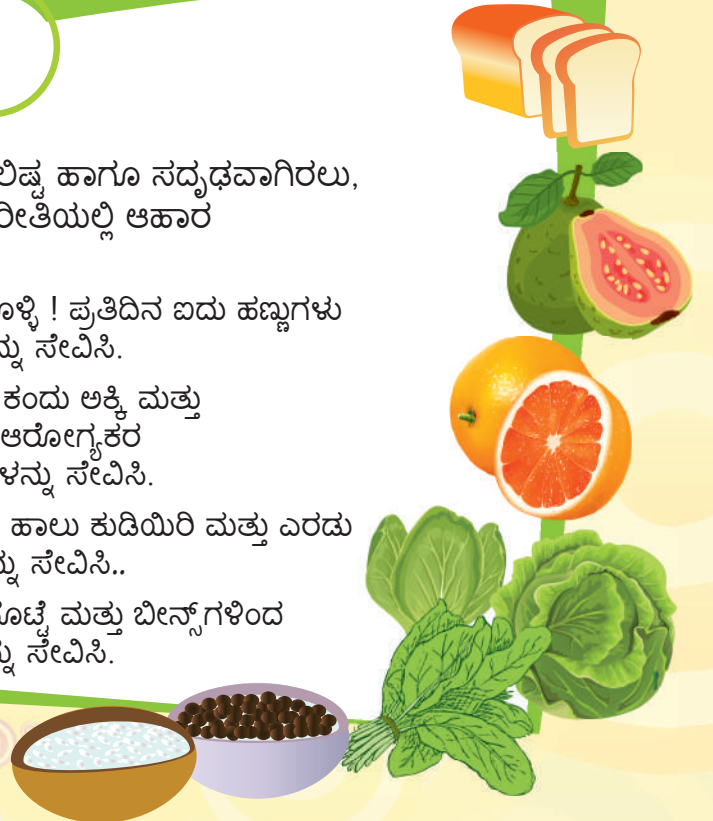 ಲಿಷ್ಟ ಹಾಗೂ ಸದೃಢವಾಗಿರಲು,
ರೀತಿಯಲ್ಲಿ ಆಹಾರ
ೊಳ್ಳಿ ! ಪ್ರತಿದಿನ ಐದು ಹಣ್ಣುಗಳು
ನ್ನು ಸೇವಿಸಿ.
ಕಂದು ಅಕ್ಕಿ ಮತ್ತು
ಆರೋಗ್ಯಕರ
ಳನ್ನು ಸೇವಿಸಿ.
ಹಾಲು ಕುಡಿಯಿರಿ ಮತ್ತು ಎರಡು
ನ್ನು ಸೇವಿಸಿ..
ೊಟ್ಟೆ ಮತ್ತು ಬೀನ್ಸ್‌ಗಳಿಂದ
ನ್ನು ಸೇವಿಸಿ.